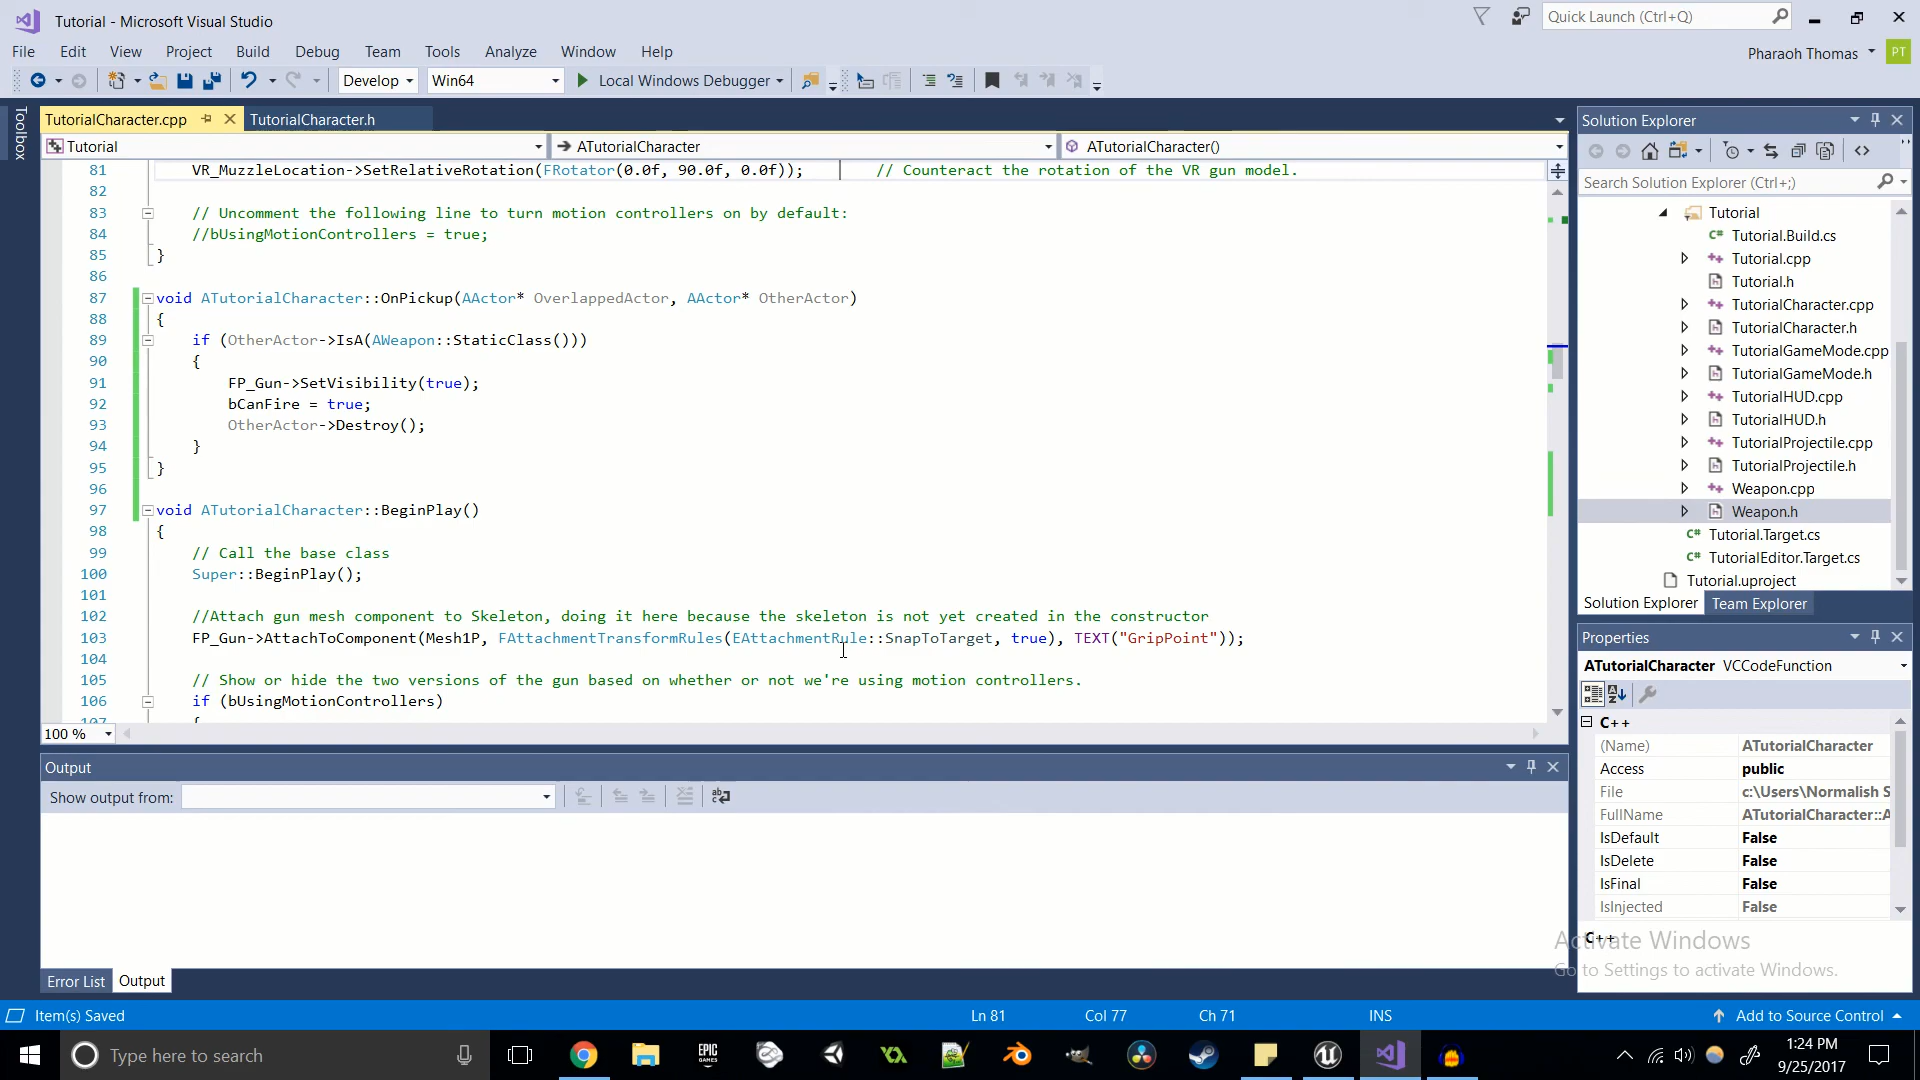 Tutorial - Microsoft Visual Studio
Quick Launch (Ctrl+Q)
File Edit View Project Build Debug Team Tools Analyze Window Help
Pharaoh Thomas
PT
Develop Win64 Local Windows Debugger
Toolbox
TutorialCharacter.cpp
TutorialCharacter.h
Tutorial
ATutorialCharacter
ATutorialCharacter()
81 VR_MuzzleLocation->SetRelativeRotation(FRotator(0.0f, 90.0f, 0.0f)); // Counteract the rotation of the VR gun model.
82
83 // Uncomment the following line to turn motion controllers on by default:
84 //bUsingMotionControllers = true;
85 }
86
87 void ATutorialCharacter::OnPickup(AActor* OverlappedActor, AActor* OtherActor)
88 {
89 if (OtherActor->IsA(AWeapon::StaticClass()))
90 {
91 FP_Gun->SetVisibility(true);
92 bCanFire = true;
93 OtherActor->Destroy();
94 }
95 }
96
97 void ATutorialCharacter::BeginPlay()
98 {
99 // Call the base class
100 Super::BeginPlay();
101
102 //Attach gun mesh component to Skeleton, doing it here because the skeleton is not yet created in the constructor
103 FP_Gun->AttachToComponent(Mesh1P, FAttachmentTransformRules(EAttachmentRule::SnapToTarget, true), TEXT("GripPoint"));
104
105 // Show or hide the two versions of the gun based on whether or not we're using motion controllers.
106 if (bUsingMotionControllers)
107 {
100 %
Output
Show output from:
Error List
Output
Solution Explorer
Search Solution Explorer (Ctrl+;)
Tutorial
C# Tutorial.Build.cs
Tutorial.cpp
Tutorial.h
TutorialCharacter.cpp
TutorialCharacter.h
TutorialGameMode.cpp
TutorialGameMode.h
TutorialHUD.cpp
TutorialHUD.h
TutorialProjectile.cpp
TutorialProjectile.h
Weapon.cpp
Weapon.h
C# Tutorial.Target.cs
C# TutorialEditor.Target.cs
Tutorial.uproject
Solution Explorer
Team Explorer
Properties
ATutorialCharacter VCCodeFunction
C++
(Name) ATutorialCharacter
Access public
File c:\Users\Normalish S
FullName ATutorialCharacter::A
IsDefault False
IsDelete False
IsFinal False
IsInjected False
C++
Activate Windows
Go to Settings to activate Windows.
Item(s) Saved
Ln 81
Col 77
Ch 71
INS
Add to Source Control
Type here to search
EPIC GAMES
1:24 PM
9/25/2017